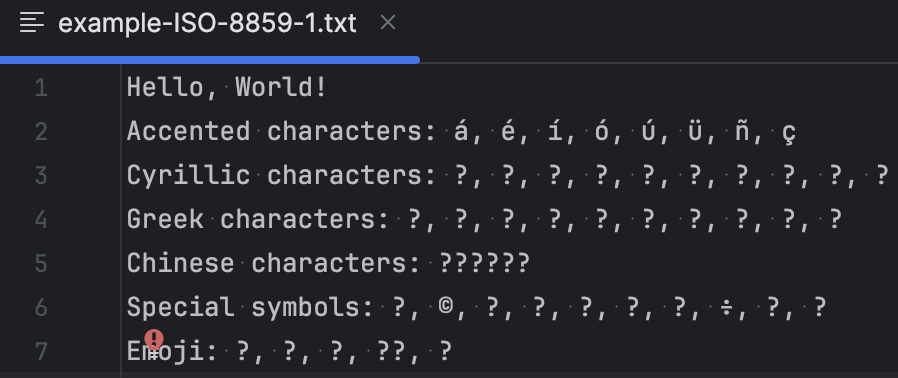 example-ISO-8859-1.txt
1 Hello, World!
2 Accented characters: á, é, í, ó, ú, ü, ñ, ç
3 Cyrillic characters: ?, ?, ?, ?, ?, ?, ?, ?, ?, ?
4 Greek characters: ?, ?, ?, ?, ?, ?, ?, ?, ?, ?
5 Chinese characters: ??????
6 Special symbols: ?, ©, ?, ?, ?, ?, ?, ÷, ?, ?
7 Emoji: ?, ?, ?, ??, ?